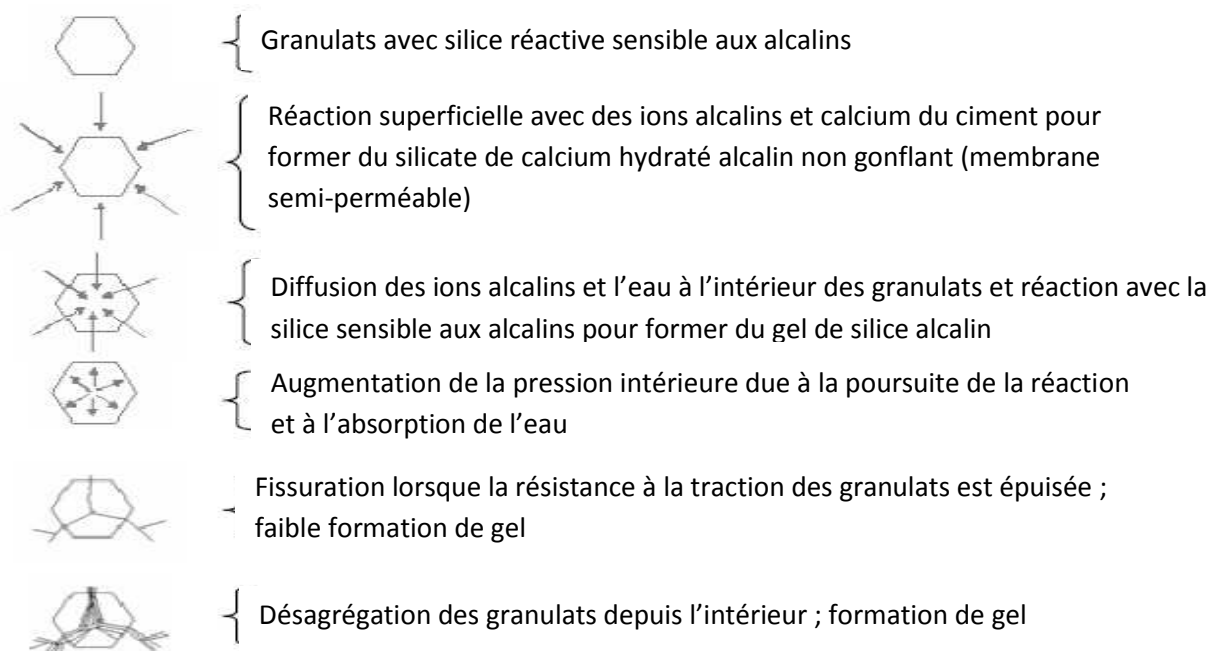 Granulats avec silice réactive sensible aux alcalins
Réaction superficielle avec des ions alcalins et calcium du ciment pour
former du silicate de calcium hydraté alcalin non gonflant (membrane
semi-perméable)
Diffusion des ions alcalins et l’eau à l’intérieur des granulats et réaction avec la
silice sensible aux alcalins pour former du gel de silice alcalin
Augmentation de la pression intérieure due à la poursuite de la réaction
et à l’absorption de l’eau
Fissuration lorsque la résistance à la traction des granulats est épuisée ;
faible formation de gel
Désagrégation des granulats depuis l’intérieur ; formation de gel